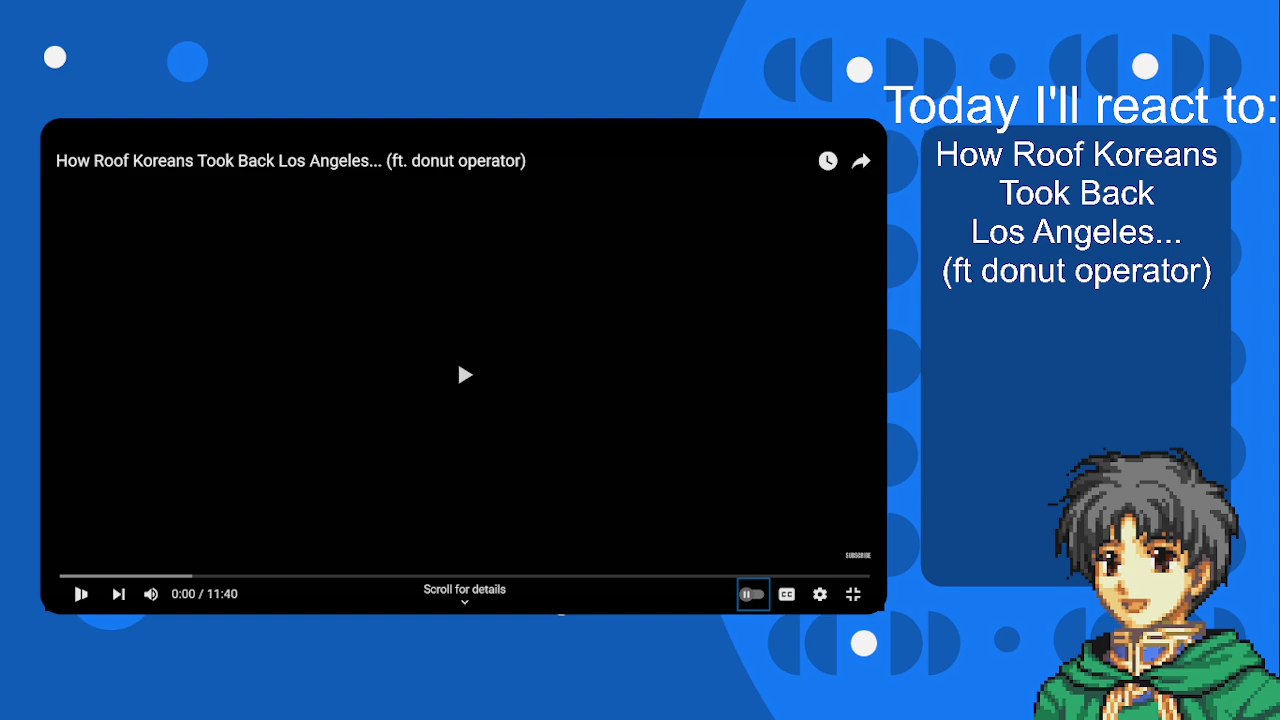 Today I'll react to:
How Roof Koreans Took Back Los Angeles... (ft. donut operator)
How Roof Koreans
Took Back
Los Angeles...
(ft donut operator)
SUBSCRIBE
0:00 / 11:40
Scroll for details
CC